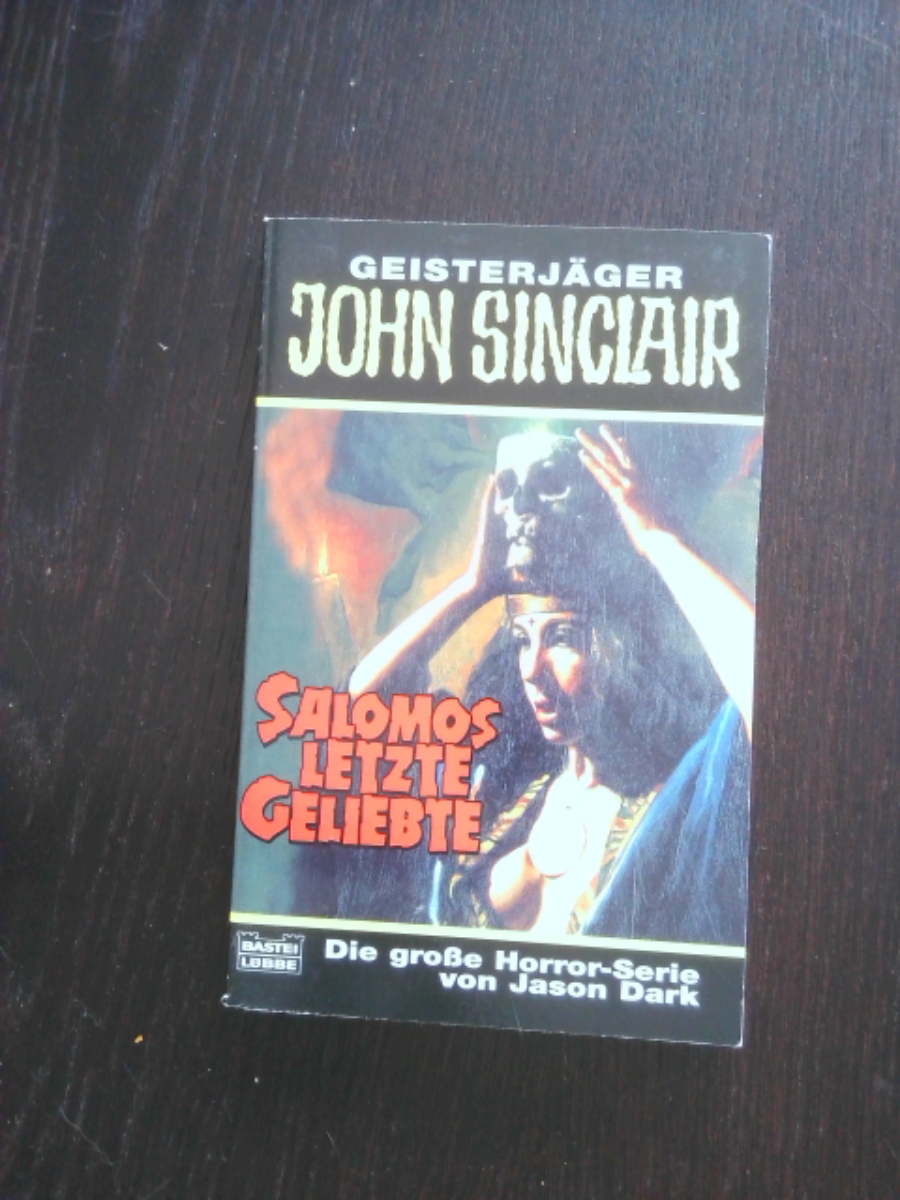 GEISTERJÄGER
JOHN SINCLAIR
SALOMOS
LETZTE
GELIEBTE
BASTEI
LÜBBE
Die große Horror-Serie
von Jason Dark